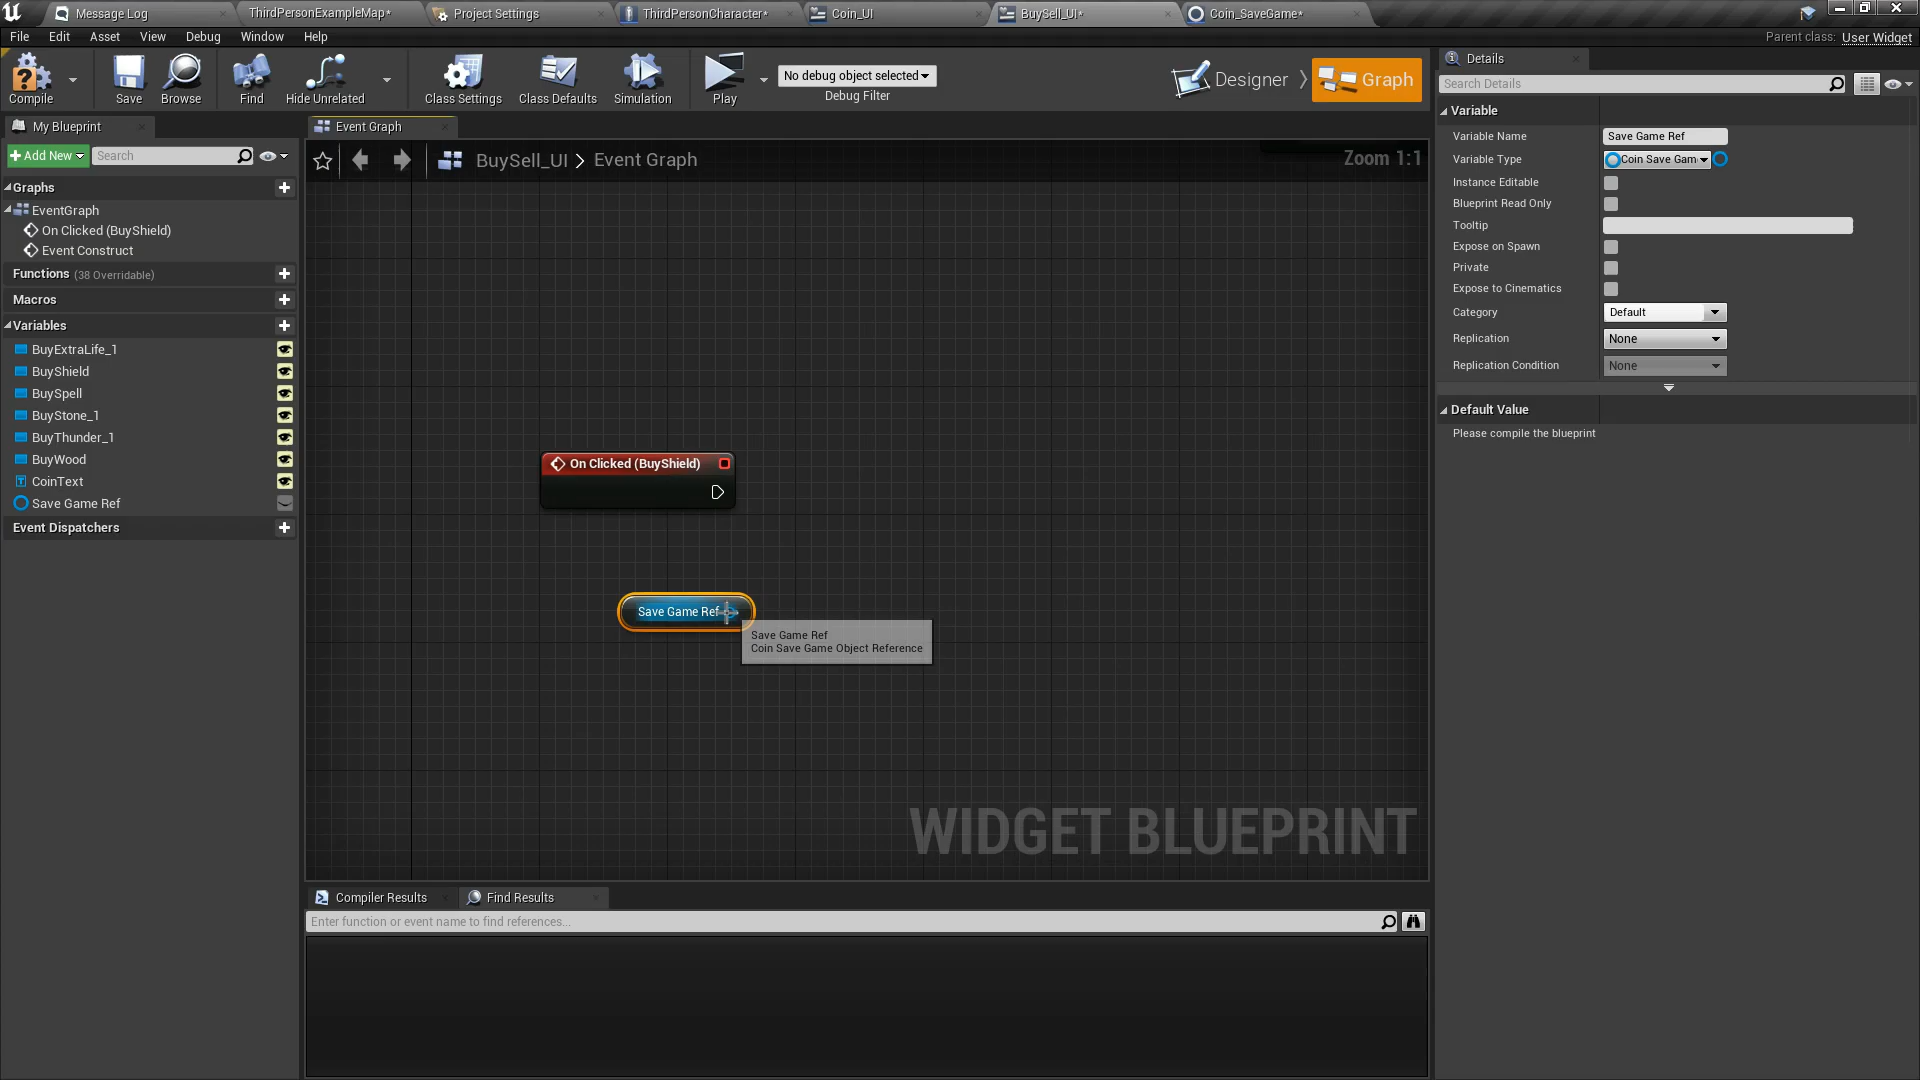 Message Log
ThirdPersonExampleMap*
Project Settings
ThirdPersonCharacter*
Coin_UI
BuySell_UI*
Coin_SaveGame*
File
Edit
Asset
View
Debug
Window
Help
Parent class: User Widget
Compile
Save
Browse
Find
Hide Unrelated
Class Settings
Class Defaults
Simulation
Play
No debug object selected
Debug Filter
Designer
Graph
My Blueprint
+Add New
Search
Graphs
EventGraph
On Clicked (BuyShield)
Event Construct
Functions (38 Overridable)
Macros
Variables
BuyExtraLife_1
BuyShield
BuySpell
BuyStone_1
BuyThunder_1
BuyWood
CoinText
Save Game Ref
Event Dispatchers
Event Graph
BuySell_UI > Event Graph
Zoom 1:1
On Clicked (BuyShield)
Save Game Ref
Save Game Ref
Coin Save Game Object Reference
WIDGET BLUEPRINT
Compiler Results
Find Results
Enter function or event name to find references...
Details
Search Details
Variable
Variable Name
Save Game Ref
Variable Type
Coin Save Gam
Instance Editable
Blueprint Read Only
Tooltip
Expose on Spawn
Private
Expose to Cinematics
Category
Default
Replication
None
Replication Condition
None
Default Value
Please compile the blueprint